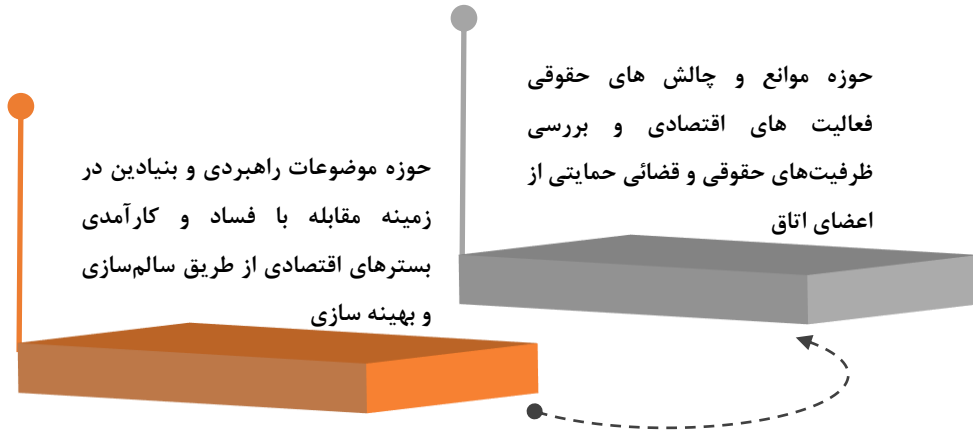 حوزه موانع و چالش های حقوقی
فعالیت های اقتصادی و بررسی
ظرفیت‌های حقوقی و قضائی حمایتی از
اعضای اتاق
حوزه موضوعات راهبردی و بنیادین در
زمینه مقابله با فساد و کارآمدی
بسترهای اقتصادی از طریق سالم‌سازی
و بهینه سازی